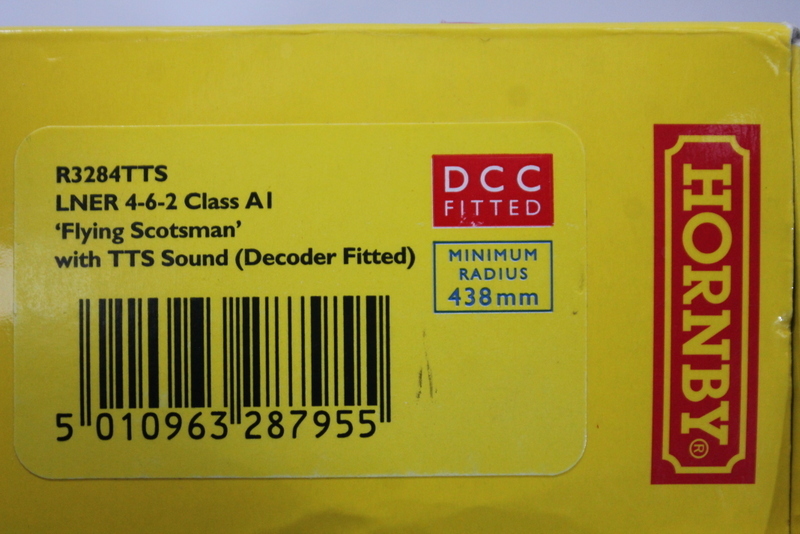 R3284TTS
LNER 4-6-2 Class A1
‘Flying Scotsman’
with TTS Sound (Decoder Fitted)
5 010963 287955
DCC
FITTED
MINIMUM
RADIUS
438mm
HORNBY®